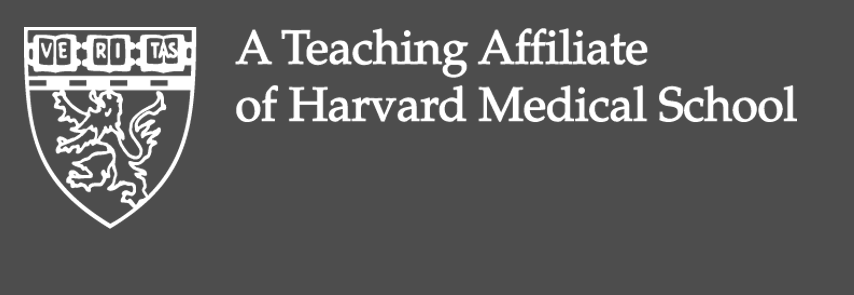 VE RI TAS
A Teaching Affiliate
of Harvard Medical School